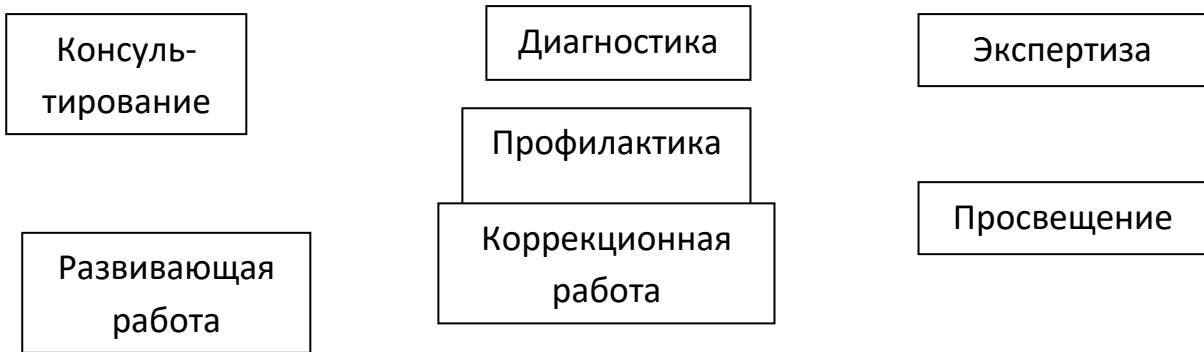 Консуль-
тирование
Диагностика
Экспертиза
Профилактика
Просвещение
Коррекционная
работа
Развивающая
работа